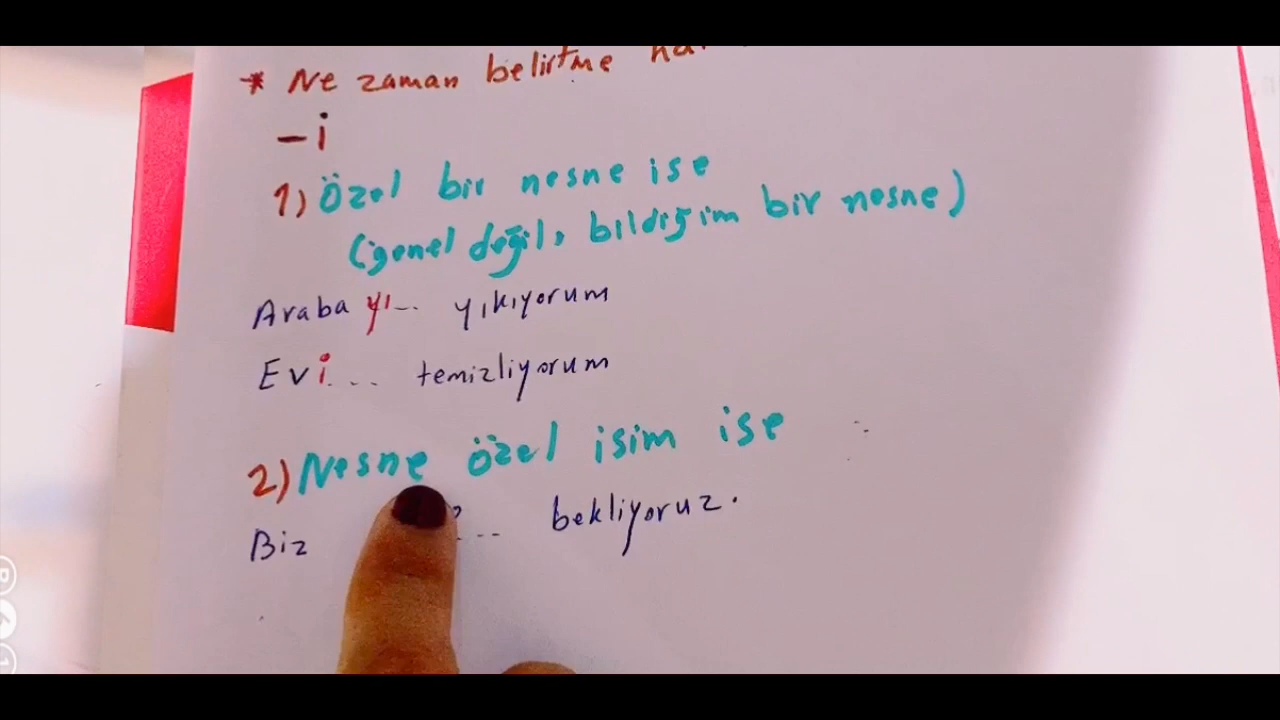 * Ne zaman belirtme
-i
1) Özel bir nesne ise
(genel değil, bildiğim bir nesne)
Arabayı... yıkıyorum
Evi.... temizliyorum
2) Nesne özel isim ise
Biz ... bekliyoruz.